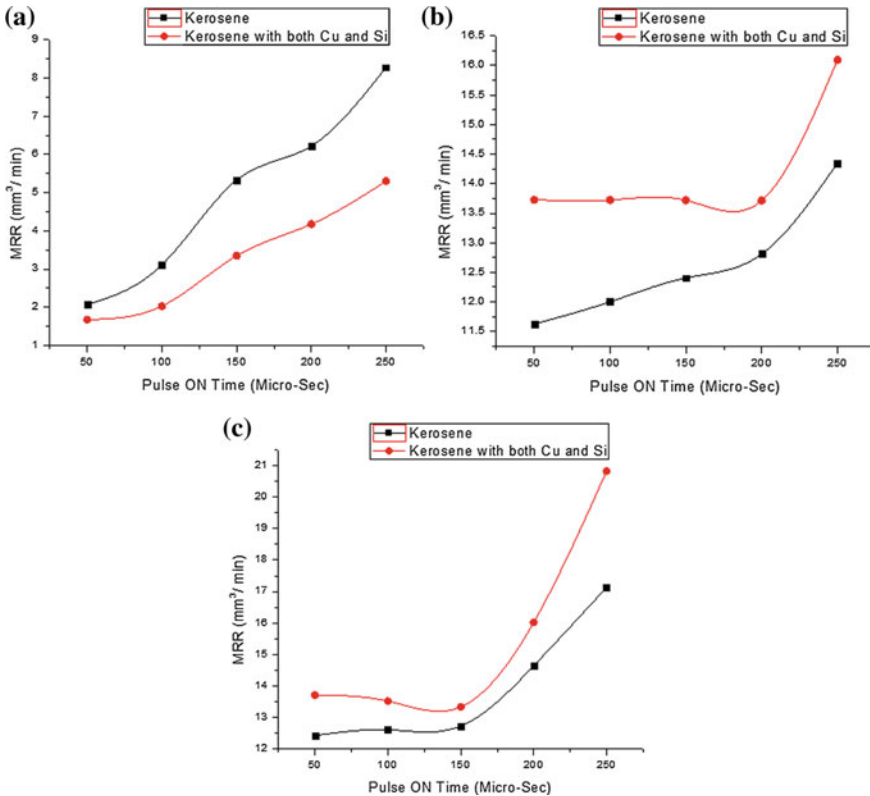 (a)
Kerosene
Kerosene with both Cu and Si
9
8
7
6
5
4
3
2
1
MRR (mm³/ min)
50 100 150 200 250
Pulse ON Time (Micro-Sec)
(b)
Kerosene
Kerosene with both Cu and Si
16.5
16.0
15.5
15.0
14.5
14.0
13.5
13.0
12.5
12.0
11.5
MRR (mm³/ min)
50 100 150 200 250
Pulse ON Time (Micro-Sec)
(c)
Kerosene
Kerosene with both Cu and Si
21
20
19
18
17
16
15
14
13
12
MRR (mm³/ min)
50 100 150 200 250
Pulse ON Time (Micro-Sec)